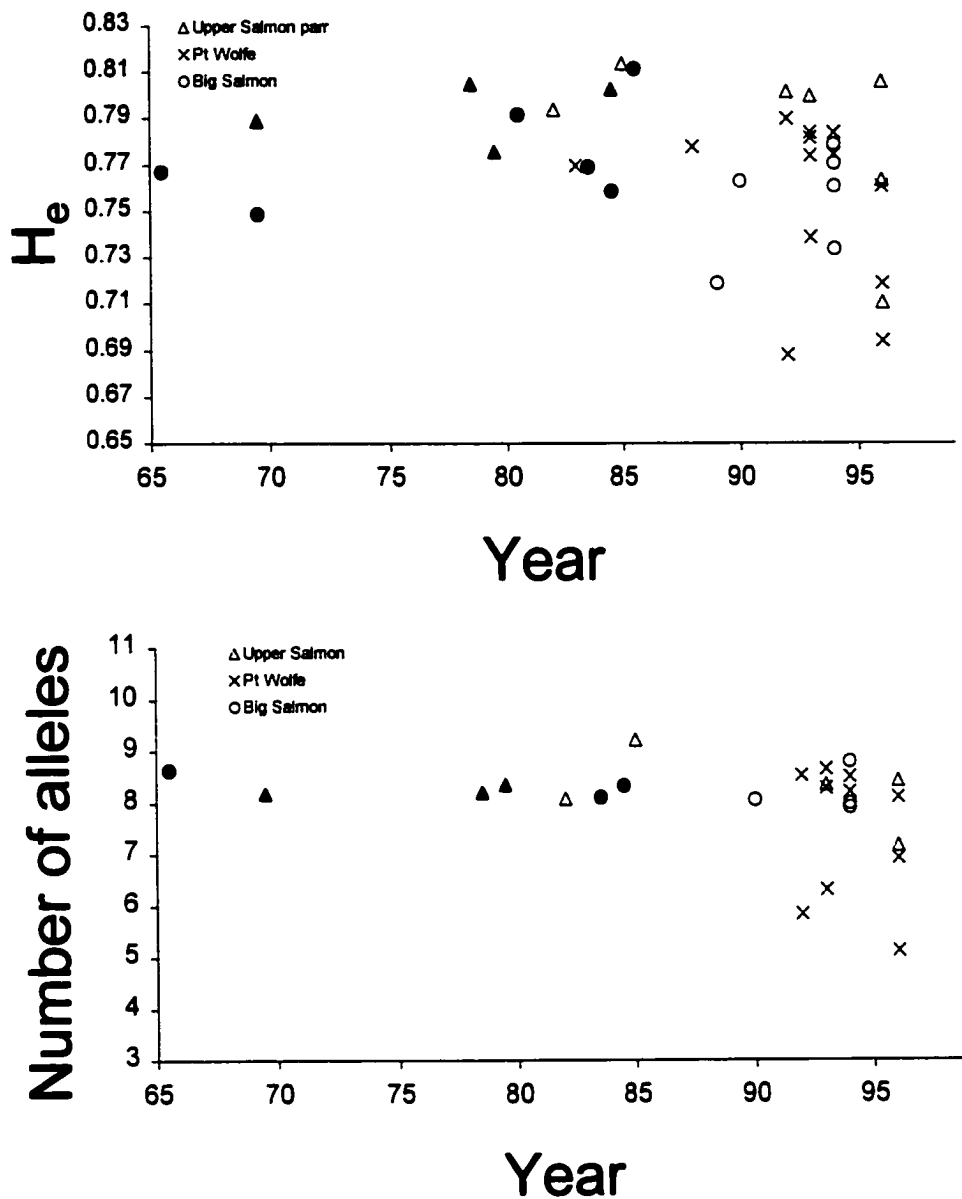 0.83
0.81
0.79
0.77
0.75
0.73
0.71
0.69
0.67
0.65
He
△ Upper Salmon parr
× Pt Wolfe
○ Big Salmon
65 70 75 80 85 90 95
Year
11
10
9
8
7
6
5
4
3
Number of alleles
△ Upper Salmon
× Pt Wolfe
○ Big Salmon
65 70 75 80 85 90 95
Year